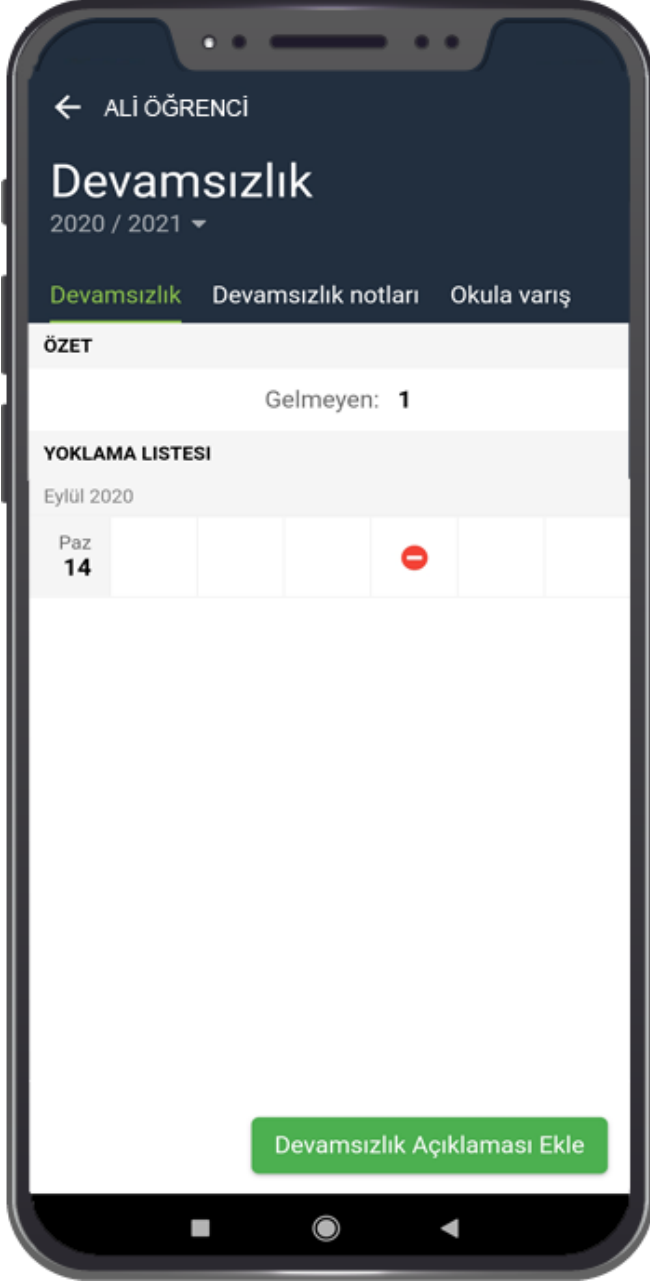 ALİ ÖĞRENCİ
Devamsızlık
2020 / 2021
Devamsızlık Devamsızlık notları Okula varış
ÖZET
Gelmeyen: 1
YOKLAMA LISTESI
Eylül 2020
Paz
14
Devamsızlık Açıklaması Ekle